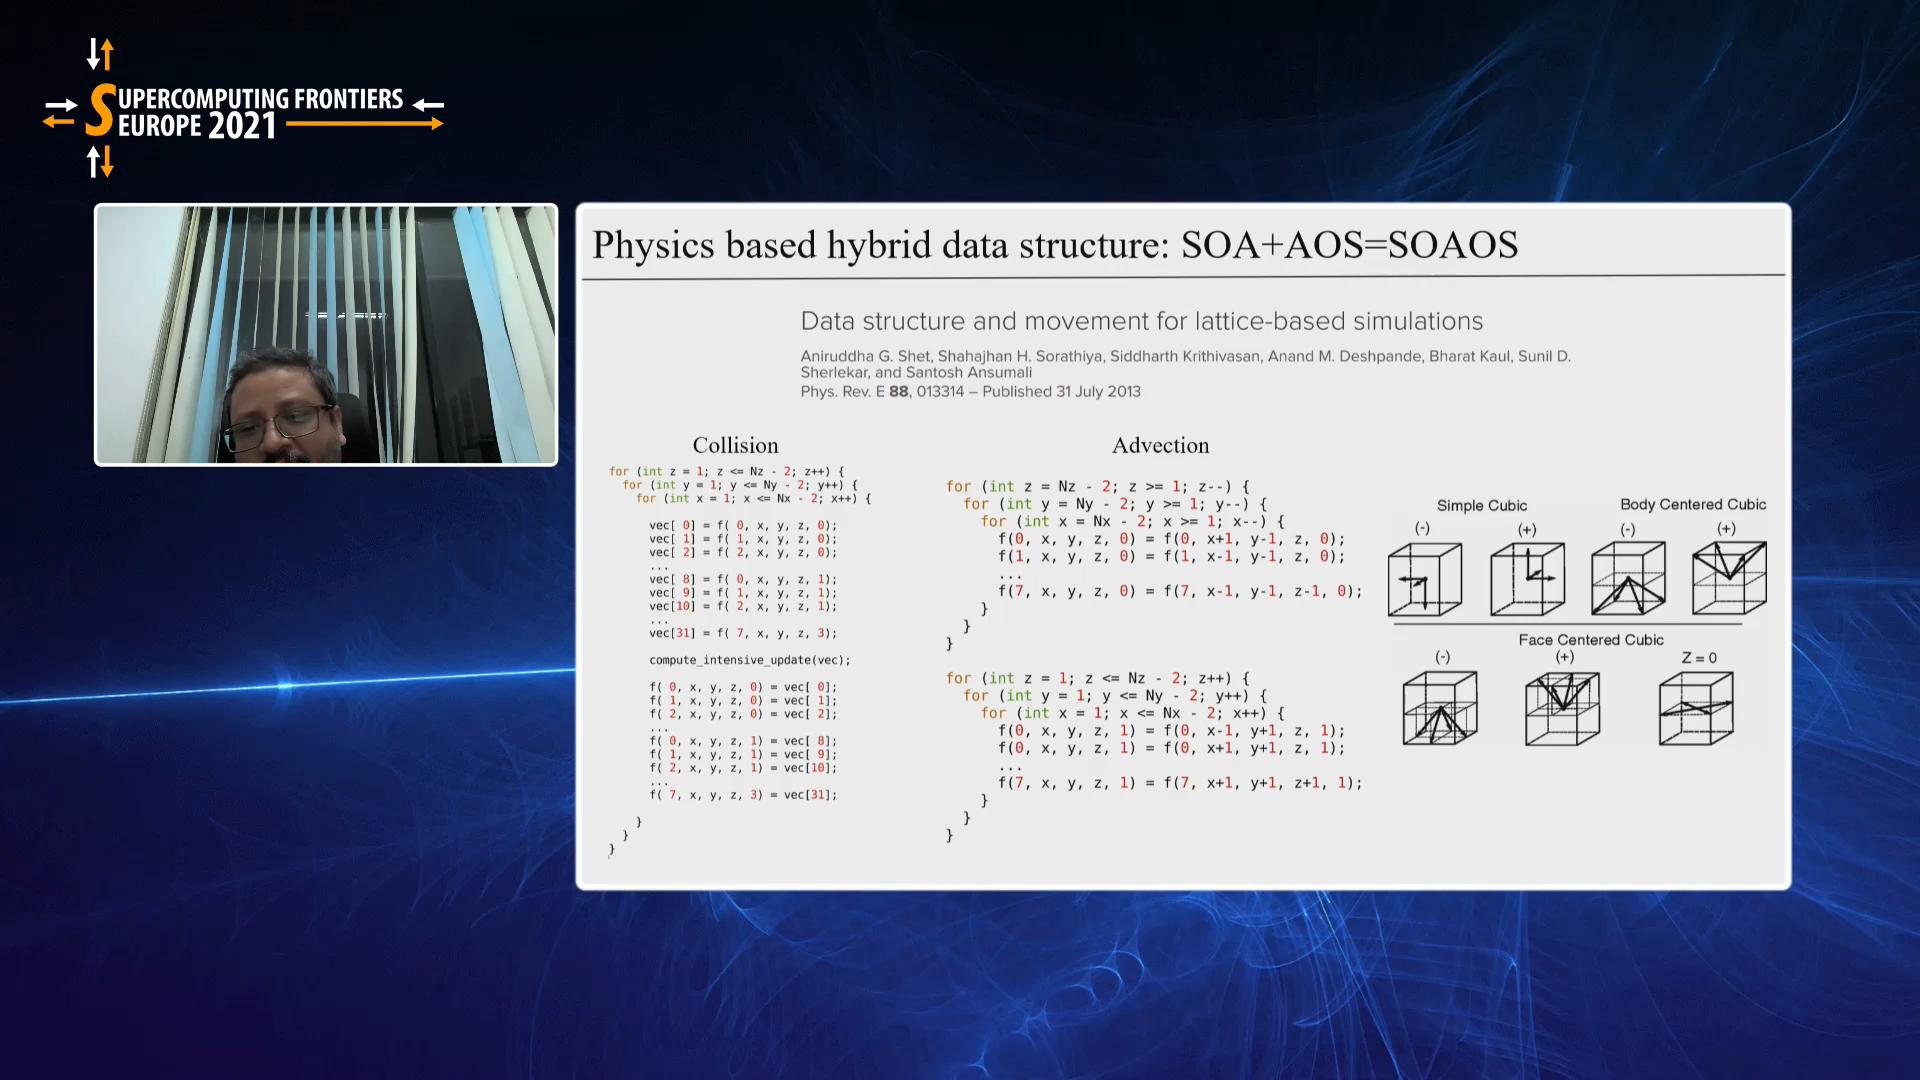 SUPERCOMPUTING FRONTIERS
EUROPE 2021
Physics based hybrid data structure: SOA+AOS=SOAOS
Data structure and movement for lattice-based simulations
Aniruddha G. Shet, Shahajhan H. Sorathiya, Siddharth Krithivasan, Anand M. Deshpande, Bharat Kaul, Sunil D.
Sherlekar, and Santosh Ansumali
Phys. Rev. E 88, 013314 – Published 31 July 2013
Collision
for (int z = 1; z <= Nz - 2; z++) {
for (int y = 1; y <= Ny - 2; y++) {
for (int x = 1; x <= Nx - 2; x++) {
vec[ 0] = f( 0, x, y, z, 0);
vec[ 1] = f( 1, x, y, z, 0);
vec[ 2] = f( 2, x, y, z, 0);
...
vec[ 8] = f( 0, x, y, z, 1);
vec[ 9] = f( 1, x, y, z, 1);
vec[10] = f( 2, x, y, z, 1);
...
vec[31] = f( 7, x, y, z, 3);
compute_intensive_update(vec);
f( 0, x, y, z, 0) = vec[ 0];
f( 1, x, y, z, 0) = vec[ 1];
f( 2, x, y, z, 0) = vec[ 2];
...
f( 0, x, y, z, 1) = vec[ 8];
f( 1, x, y, z, 1) = vec[ 9];
f( 2, x, y, z, 1) = vec[10];
...
f( 7, x, y, z, 3) = vec[31];
}
}
}
Advection
for (int z = Nz - 2; z >= 1; z--) {
for (int y = Ny - 2; y >= 1; y--) {
for (int x = Nx - 2; x >= 1; x--) {
f(0, x, y, z, 0) = f(0, x+1, y-1, z, 0);
f(1, x, y, z, 0) = f(1, x-1, y-1, z, 0);
...
f(7, x, y, z, 0) = f(7, x-1, y-1, z-1, 0);
}
}
}
for (int z = 1; z <= Nz - 2; z++) {
for (int y = 1; y <= Ny - 2; y++) {
for (int x = 1; x <= Nx - 2; x++) {
f(0, x, y, z, 1) = f(0, x-1, y+1, z, 1);
f(0, x, y, z, 1) = f(0, x+1, y+1, z, 1);
...
f(7, x, y, z, 1) = f(7, x+1, y+1, z+1, 1);
}
}
}
Simple Cubic
(-) (+)
Body Centered Cubic
(-) (+)
Face Centered Cubic
(-) (+) Z = 0